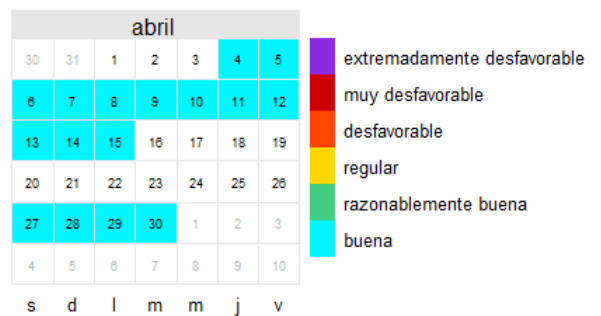 abril
30 31 1 2 3 4 5
6 7 8 9 10 11 12
13 14 15 16 17 18 19
20 21 22 23 24 25 26
27 28 29 30 1 2 3
4 5 6 7 8 9 10
s d l m m j v
extremadamente desfavorable
muy desfavorable
desfavorable
regular
razonablemente buena
buena